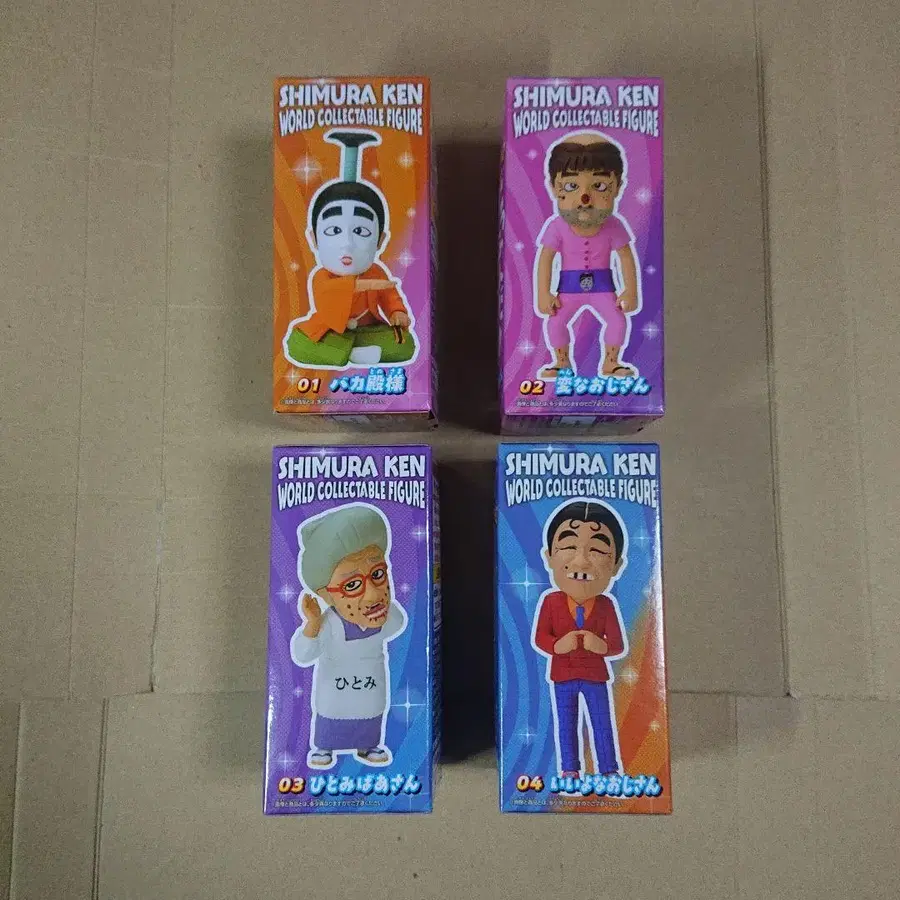 SHIMURA KEN
WORLD COLLECTABLE FIGURE
01 バカ殿様
SHIMURA KEN
WORLD COLLECTABLE FIGURE
02 変なおじさん
SHIMURA KEN
WORLD COLLECTABLE FIGURE
ひとみ
03 ひとみばあさん
SHIMURA KEN
WORLD COLLECTABLE FIGURE
04 いいよなおじさん